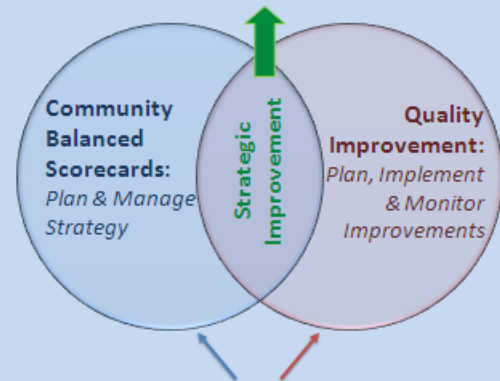 Community
Balanced
Scorecards:
Plan & Manage
Strategy
Strategic
Improvement
Quality
Improvement:
Plan, Implement
& Monitor
Improvements